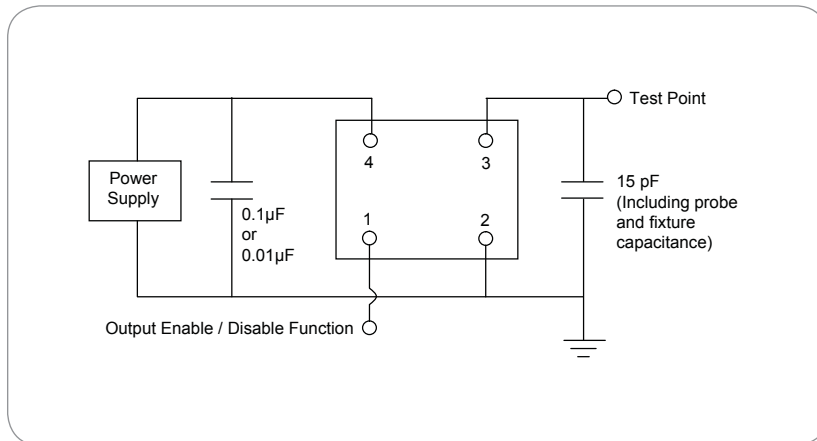 Test Point
4
3
Power
Supply
0.1µF
or
0.01µF
1
2
15 pF
(Including probe
and fixture
capacitance)
Output Enable / Disable Function